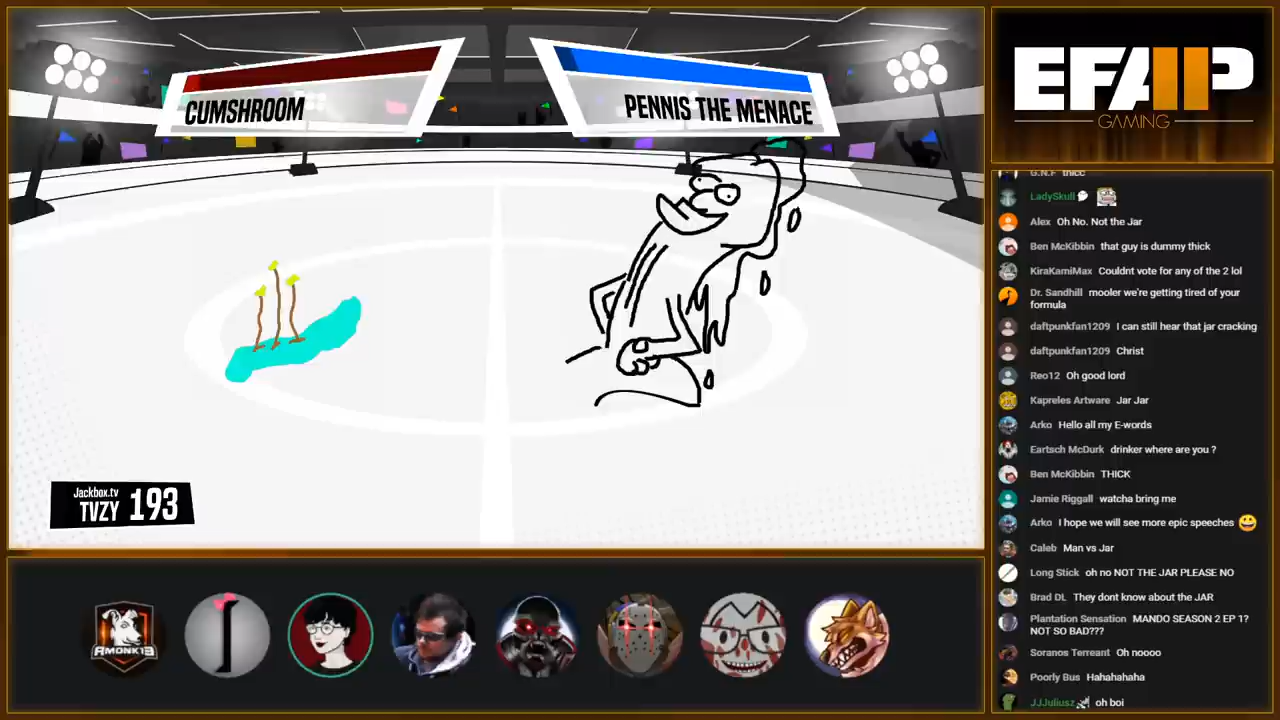 CUMSHROOM
PENNIS THE MENACE
Jackbox.tv
TVZY 193
AMONK13
EFAP
GAMING
G.N.F thicc
LadySkull
Alex Oh No. Not the Jar
Ben McKibbin that guy is dummy thick
KiraKamiMax Couldnt vote for any of the 2 lol
Dr. Sandhill mooler we're getting tired of your
formula
daftpunkfan1209 I can still hear that jar cracking
daftpunkfan1209 Christ
Reo12 Oh good lord
Kapreles Artware Jar Jar
Arko Hello all my E-words
Eartsch McDurk drinker where are you ?
Ben McKibbin THICK
Jamie Riggall watcha bring me
Arko I hope we will see more epic speeches
Caleb Man vs Jar
Long Stick oh no NOT THE JAR PLEASE NO
Brad DL They dont know about the JAR
Plantation Sensation MANDO SEASON 2 EP 1?
NOT SO BAD???
Soranos Terreant Oh noooo
Poorly Bus Hahahahaha
JJJuliusz oh boi